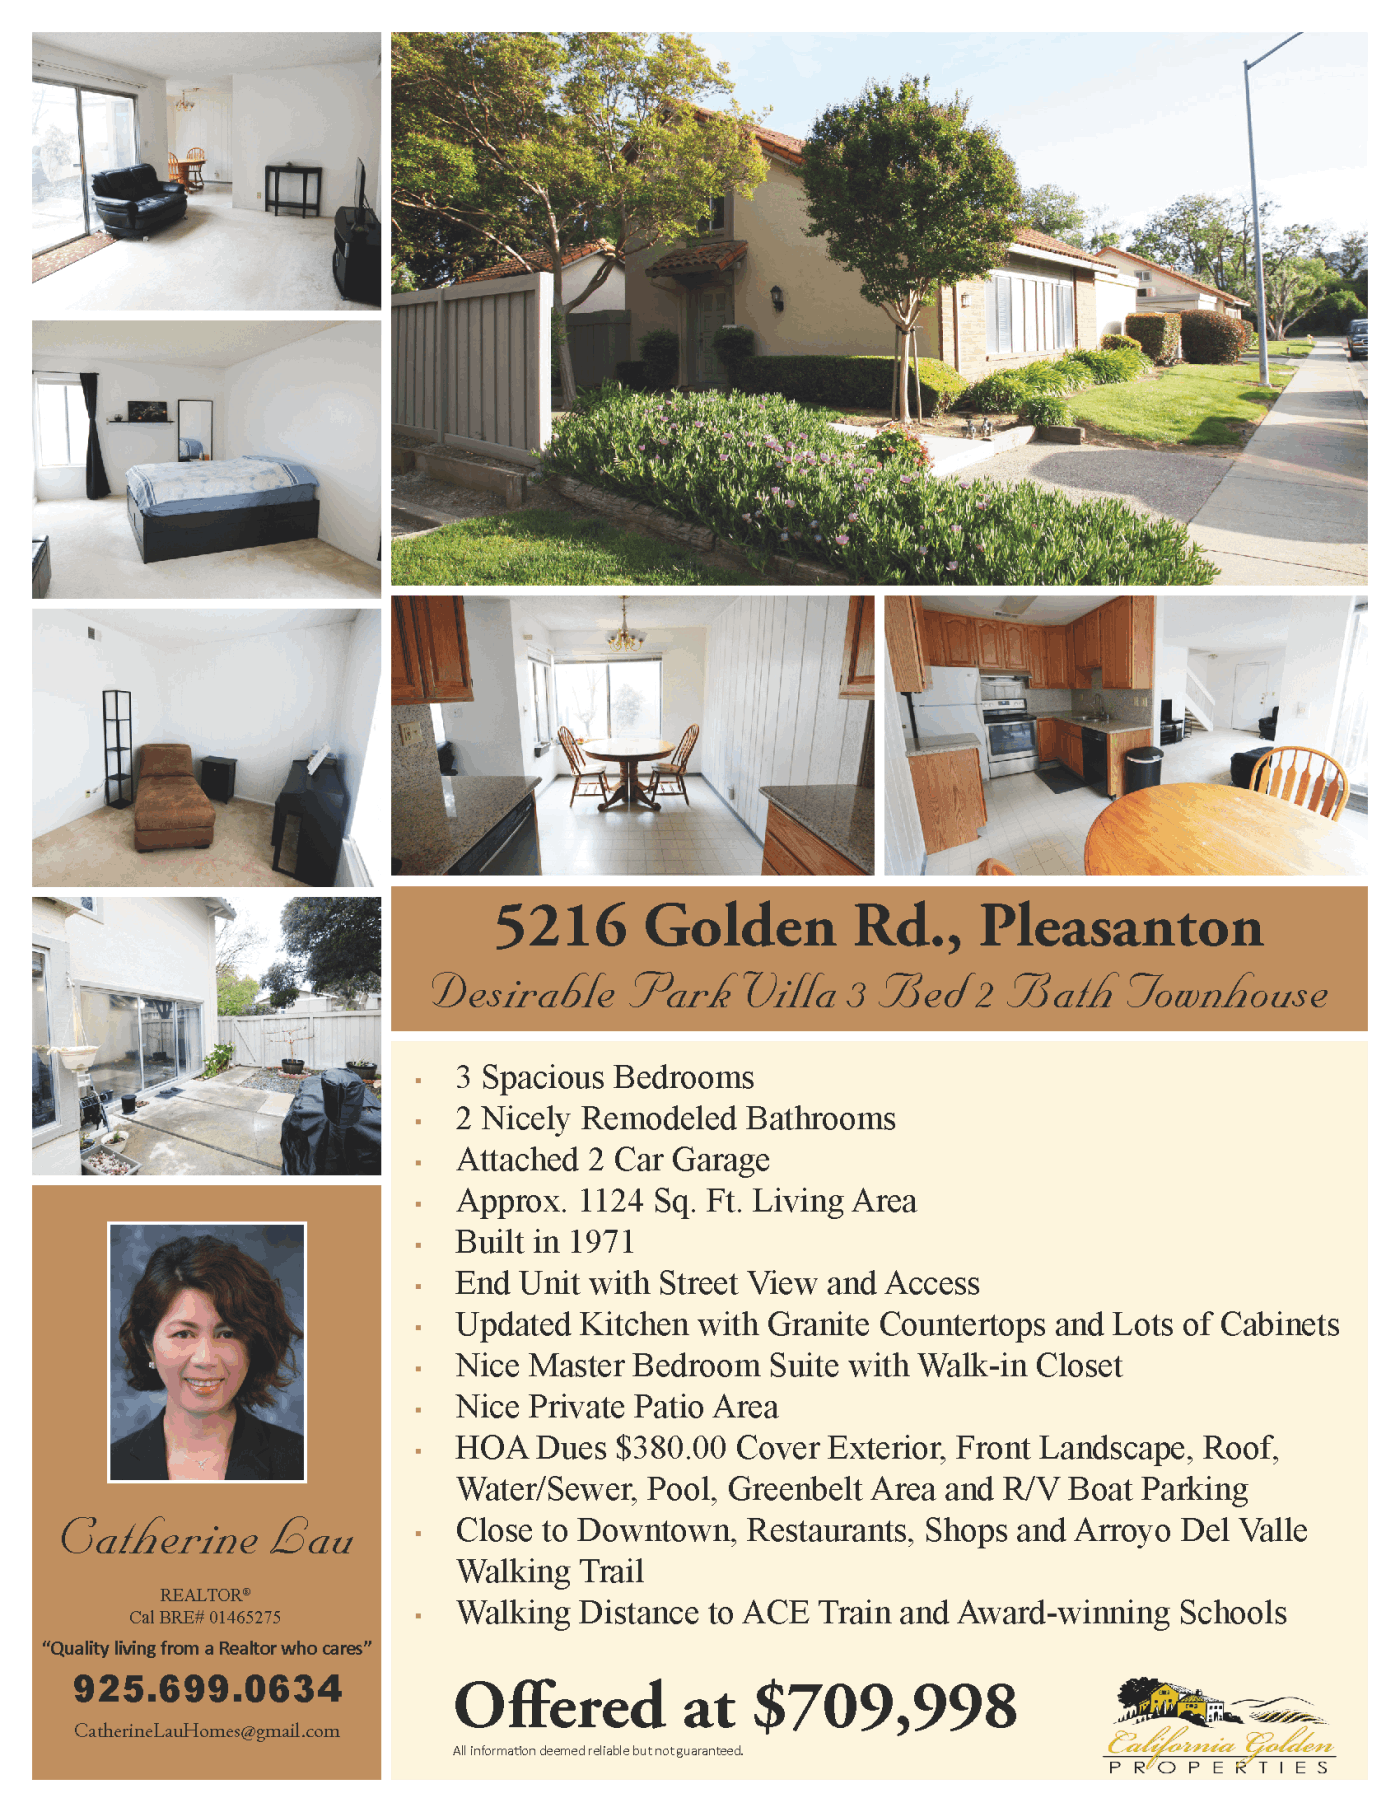 5216 Golden Rd., Pleasanton
Desirable Park Villa 3 Bed 2 Bath Townhouse
▪ 3 Spacious Bedrooms
▪ 2 Nicely Remodeled Bathrooms
▪ Attached 2 Car Garage
▪ Approx. 1124 Sq. Ft. Living Area
▪ Built in 1971
▪ End Unit with Street View and Access
▪ Updated Kitchen with Granite Countertops and Lots of Cabinets
▪ Nice Master Bedroom Suite with Walk-in Closet
▪ Nice Private Patio Area
▪ HOA Dues $380.00 Cover Exterior, Front Landscape, Roof,
Water/Sewer, Pool, Greenbelt Area and R/V Boat Parking
▪ Close to Downtown, Restaurants, Shops and Arroyo Del Valle
Walking Trail
▪ Walking Distance to ACE Train and Award-winning Schools
Offered at $709,998
All information deemed reliable but not guaranteed.
California Golden
PROPERTIES
Catherine Lau
REALTOR®
Cal BRE# 01465275
“Quality living from a Realtor who cares”
925.699.0634
CatherineLauHomes@gmail.com